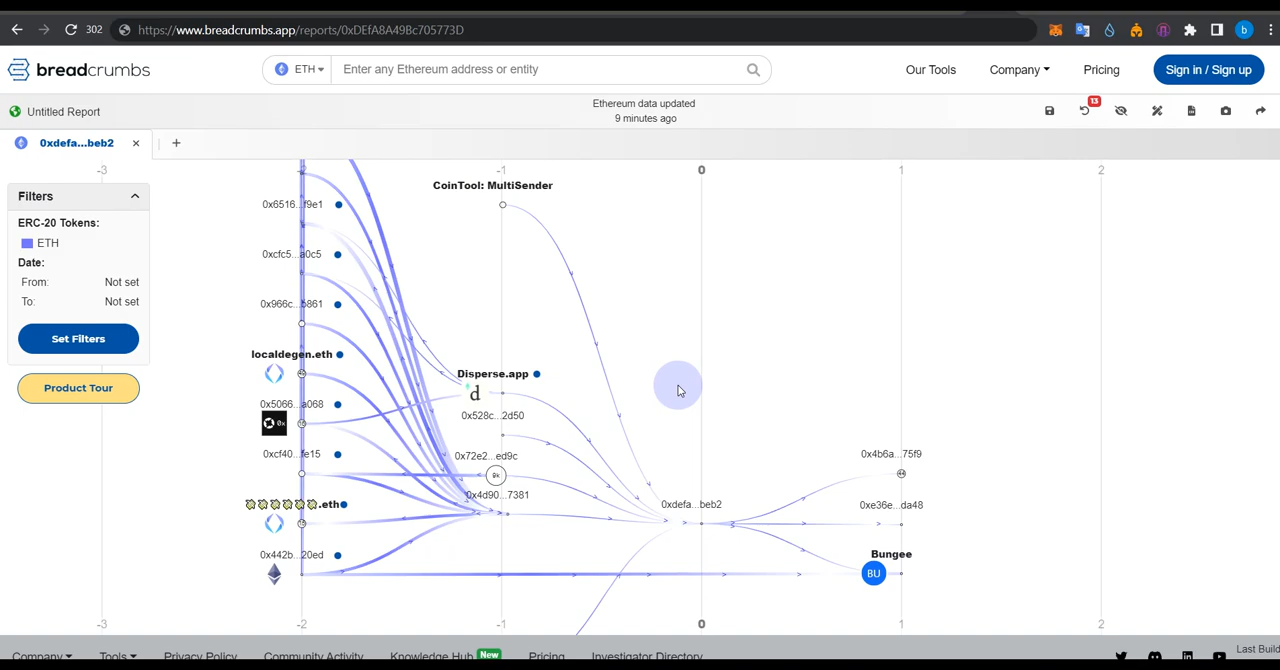 302
https://www.breadcrumbs.app/reports/0xDEfA8A49Bc705773D
b
breadcrumbs
ETH
Enter any Ethereum address or entity
Our Tools
Company
Pricing
Sign in / Sign up
Untitled Report
Ethereum data updated
9 minutes ago
13
0xdefa...beb2
-3
-2
-1
0
1
2
Filters
ERC-20 Tokens:
ETH
Date:
From: Not set
To: Not set
Set Filters
Product Tour
CoinTool: MultiSender
0x6516...f9e1
0xcfc5...a0c5
0x966c...b861
localdegen.eth
Disperse.app
d
0x5066...a068
0x528c...2d50
0xcf40...fe15
0x72e2...ed9c
0x4b6a...75f9
0x4d90...7381
.eth
0xdefa...beb2
0xe36e...da48
0x442b...20ed
Bungee
BU
-3
-2
-1
0
1
2
Company
Tools
Privacy Policy
Community Activity
Knowledge Hub New
Pricing
Investigator Directory
Last Buil